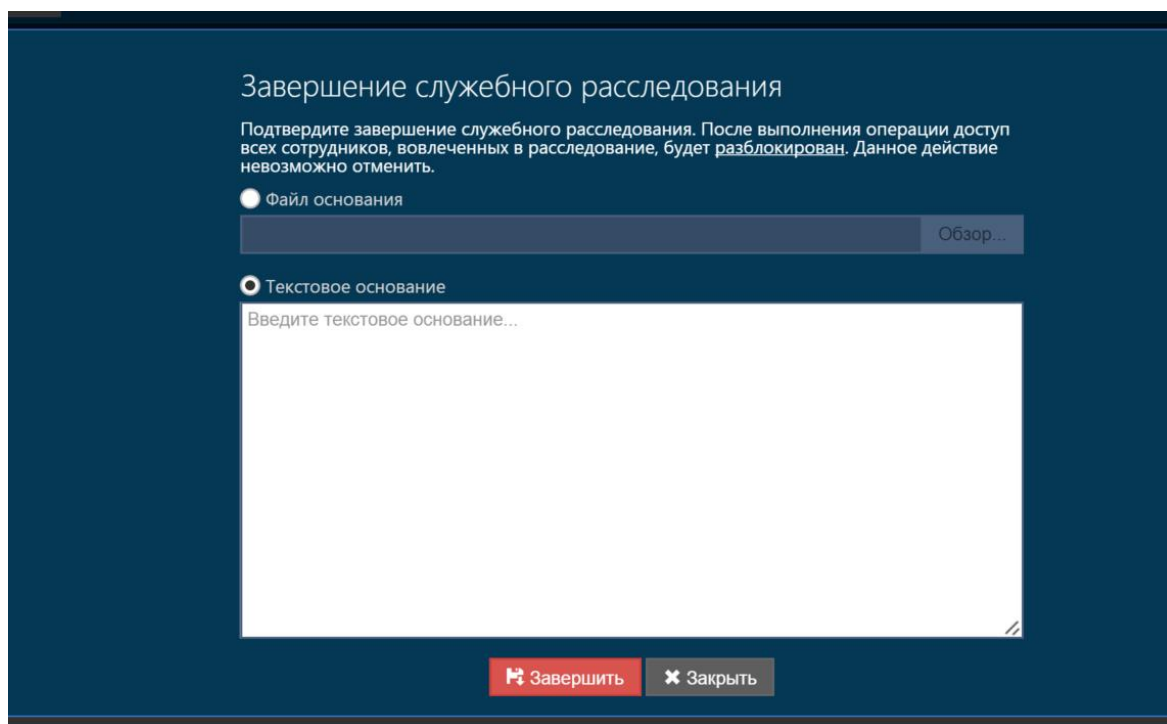 Завершение служебного расследования
Подтвердите завершение служебного расследования. После выполнения операции доступ
всех сотрудников, вовлеченных в расследование, будет разблокирован. Данное действие
невозможно отменить.
Файл основания
Обзор...
Текстовое основание
Введите текстовое основание...
Завершить
Закрыть